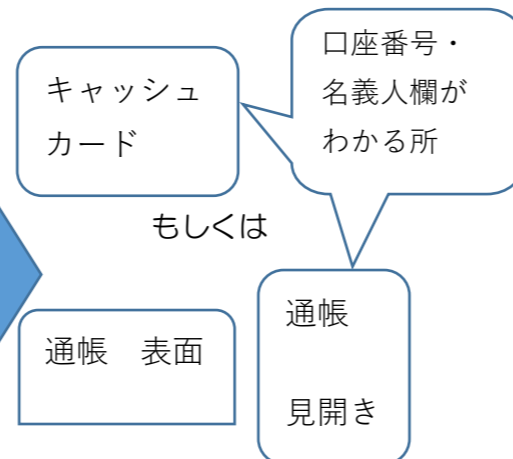 キャッシュ
カード
口座番号・
名義人欄が
わかる所
もしくは
通帳　表面
通帳
見開き